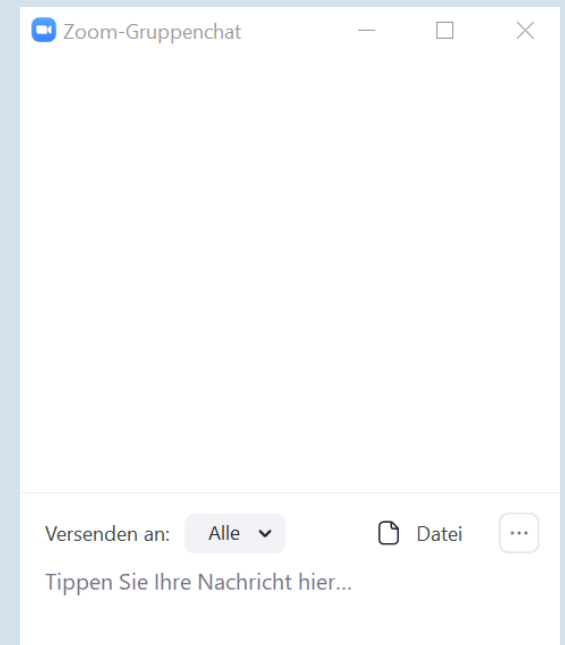 Zoom-Gruppenchat
Versenden an: Alle Datei
Tippen Sie Ihre Nachricht hier...